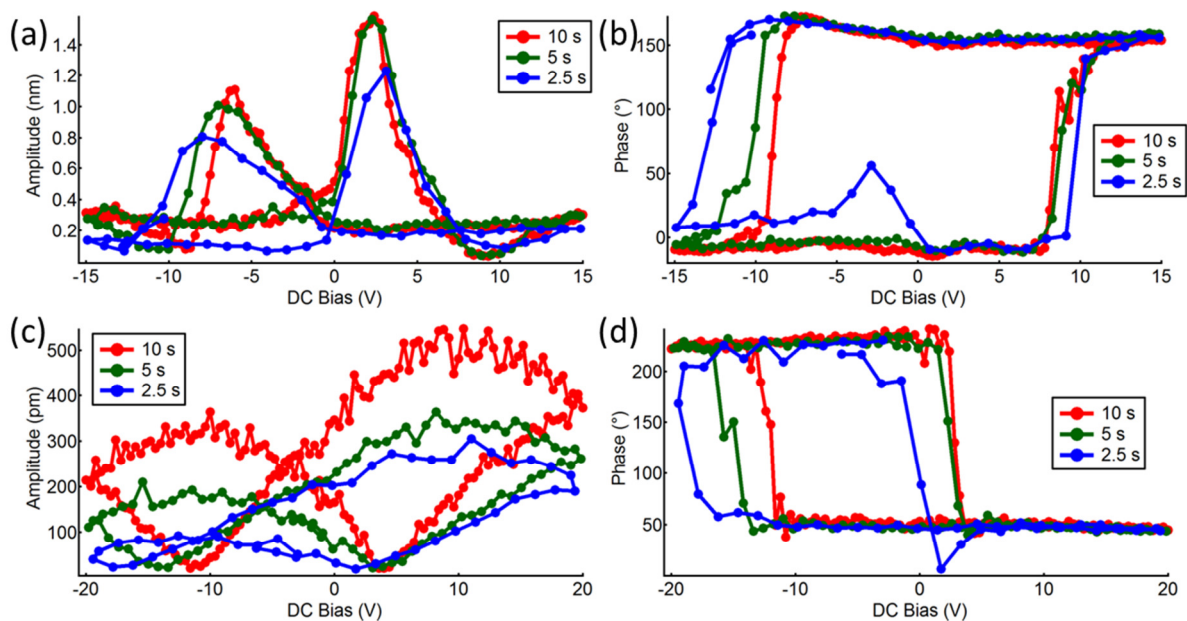 (a)
Amplitude (nm)
1.4
1.2
1.0
0.8
0.6
0.4
0.2
-15 -10 -5 0 5 10 15
DC Bias (V)
10 s
5 s
2.5 s
(b)
Phase (°)
150
100
50
0
-15 -10 -5 0 5 10 15
DC Bias (V)
10 s
5 s
2.5 s
(c)
Amplitude (pm)
500
400
300
200
100
-20 -10 0 10 20
DC Bias (V)
10 s
5 s
2.5 s
(d)
Phase (°)
200
150
100
50
0
-20 -10 0 10 20
DC Bias (V)
10 s
5 s
2.5 s